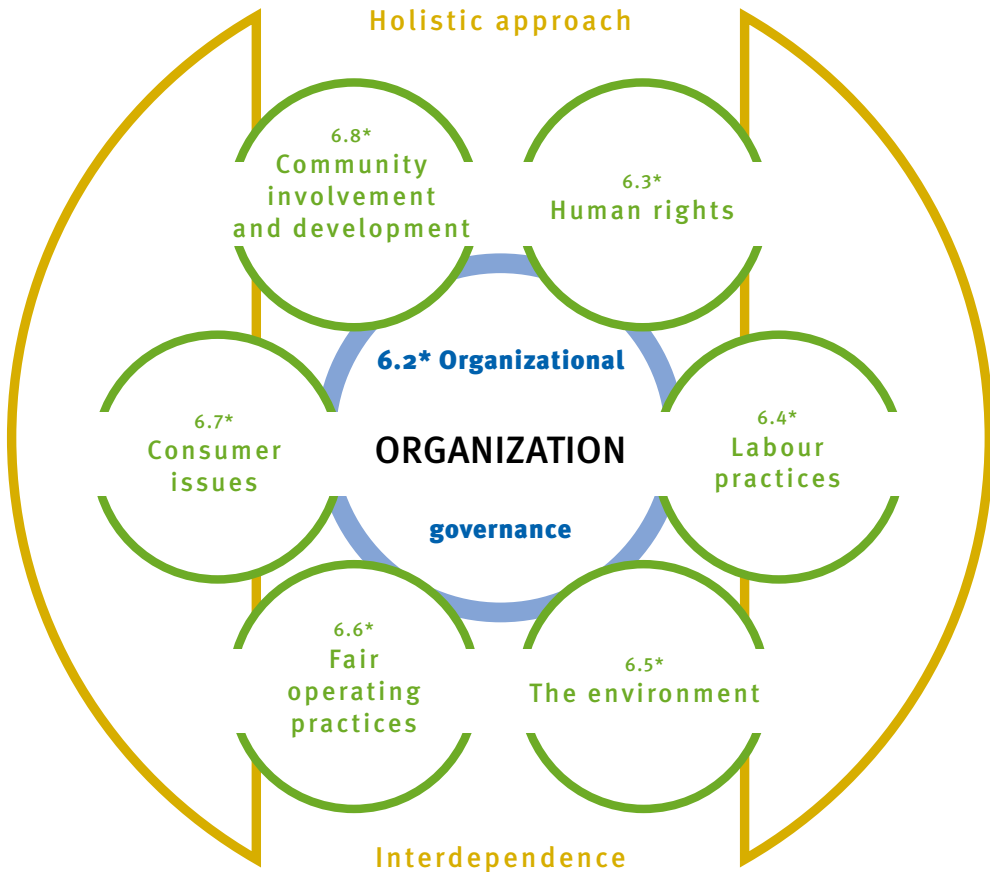 Holistic approach
6.8*
Community
involvement
and development
6.3*
Human rights
6.2* Organizational
ORGANIZATION
governance
6.7*
Consumer
issues
6.4*
Labour
practices
6.6*
Fair
operating
practices
6.5*
The environment
Interdependence